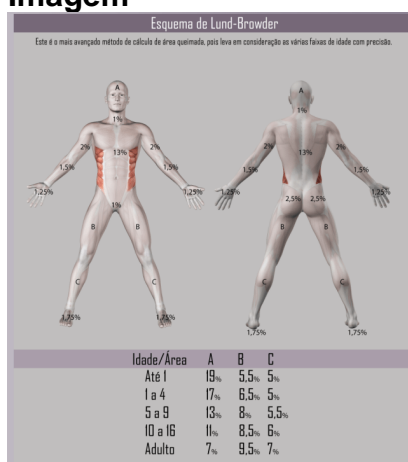 Imagem
Esquema de Lund-Browder
Este é o mais avançado método de cálculo de área queimada, pois leva em consideração as várias faixas de idade com precisão.
A A
1% 1%
2% 2% 2% 2%
13% 13%
1,5% 1,5% 1,5% 1,5%
1,25% 1,25% 1,25% 1,25%
1% 2,5% 2,5%
B B B B
C C C C
1,75% 1,75%
1,75% 1,75%
Idade/Área A B C
Até 1 19% 5,5% 5%
1 a 4 17% 6,5% 5%
5 a 9 13% 8% 5,5%
10 a 16 11% 8,5% 6%
Adulto 7% 9,5% 7%